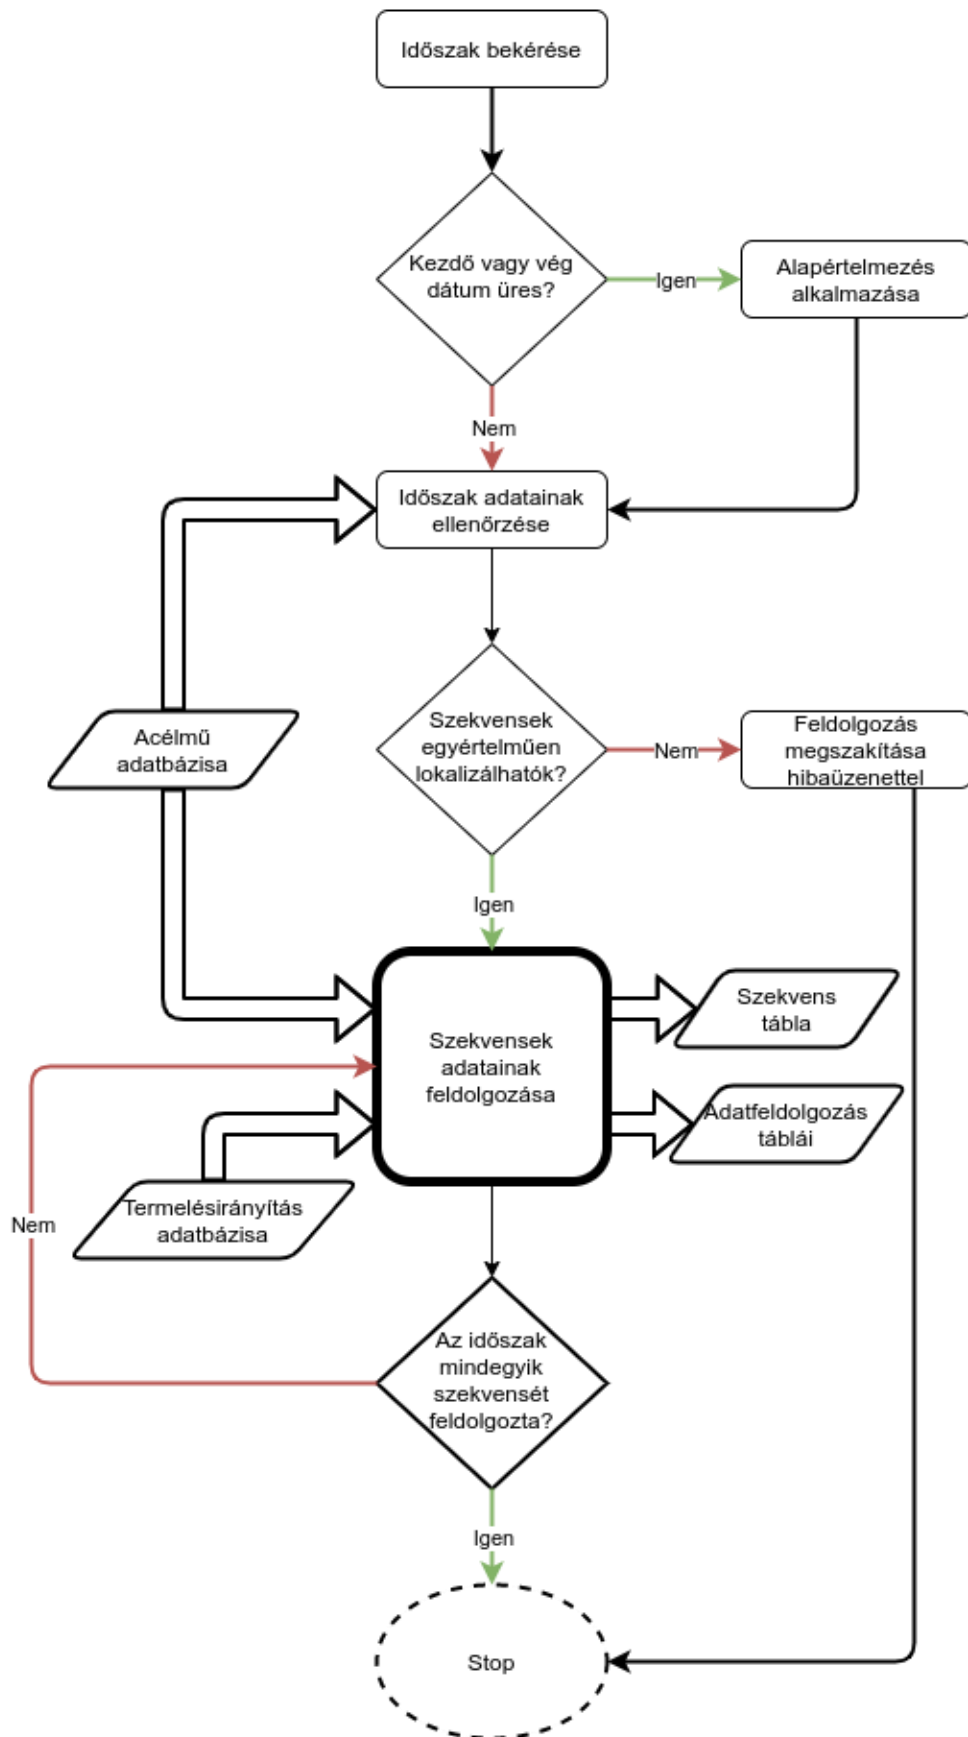 Időszak bekérése
Kezdő vagy vég
dátum üres?
Igen
Alapértelmezés
alkalmazása
Nem
Időszak adatainak
ellenőrzése
Acélmű
adatbázisa
Szekvensek
egyértelműen
lokalizálhatók?
Nem
Feldolgozás
megszakítása
hibaüzenettel
Igen
Szekvensek
adatainak
feldolgozása
Szekvens
tábla
Adatfeldolgozás
táblái
Termelésirányítás
adatbázisa
Nem
Az időszak
mindegyik
szekvensét
feldolgozta?
Igen
Stop